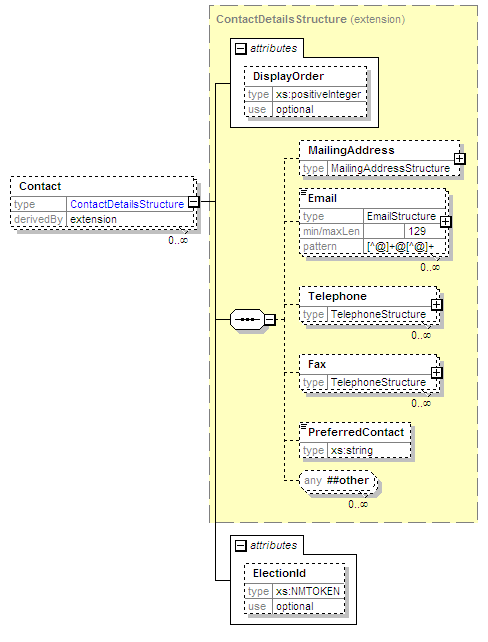 ContactDetailsStructure (extension)
attributes
DisplayOrder
type xs:positiveInteger
use optional
MailingAddress
type MailingAddressStructure
Contact
type ContactDetailsStructure
derivedBy extension
0..∞
Email
type EmailStructure
min/maxLen 129
pattern [^@]+@[^@]+
0..∞
Telephone
type TelephoneStructure
0..∞
Fax
type TelephoneStructure
0..∞
PreferredContact
type xs:string
any ##other
0..∞
attributes
ElectionId
type xs:NMTOKEN
use optional